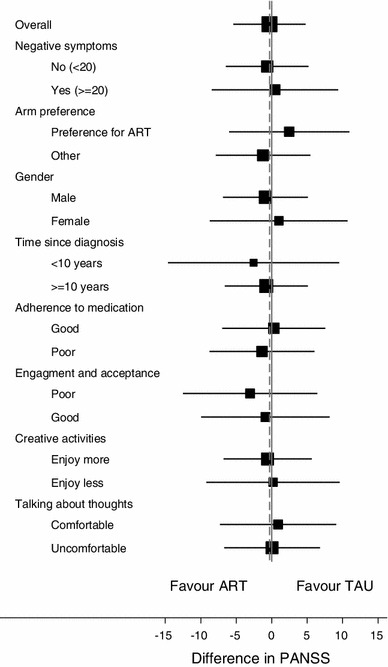 Overall
Negative symptoms
No (<20)
Yes (>=20)
Arm preference
Preference for ART
Other
Gender
Male
Female
Time since diagnosis
<10 years
>=10 years
Adherence to medication
Good
Poor
Engagment and acceptance
Poor
Good
Creative activities
Enjoy more
Enjoy less
Talking about thoughts
Comfortable
Uncomfortable
Favour ART Favour TAU
-15 -10 -5 0 5 10 15
Difference in PANSS